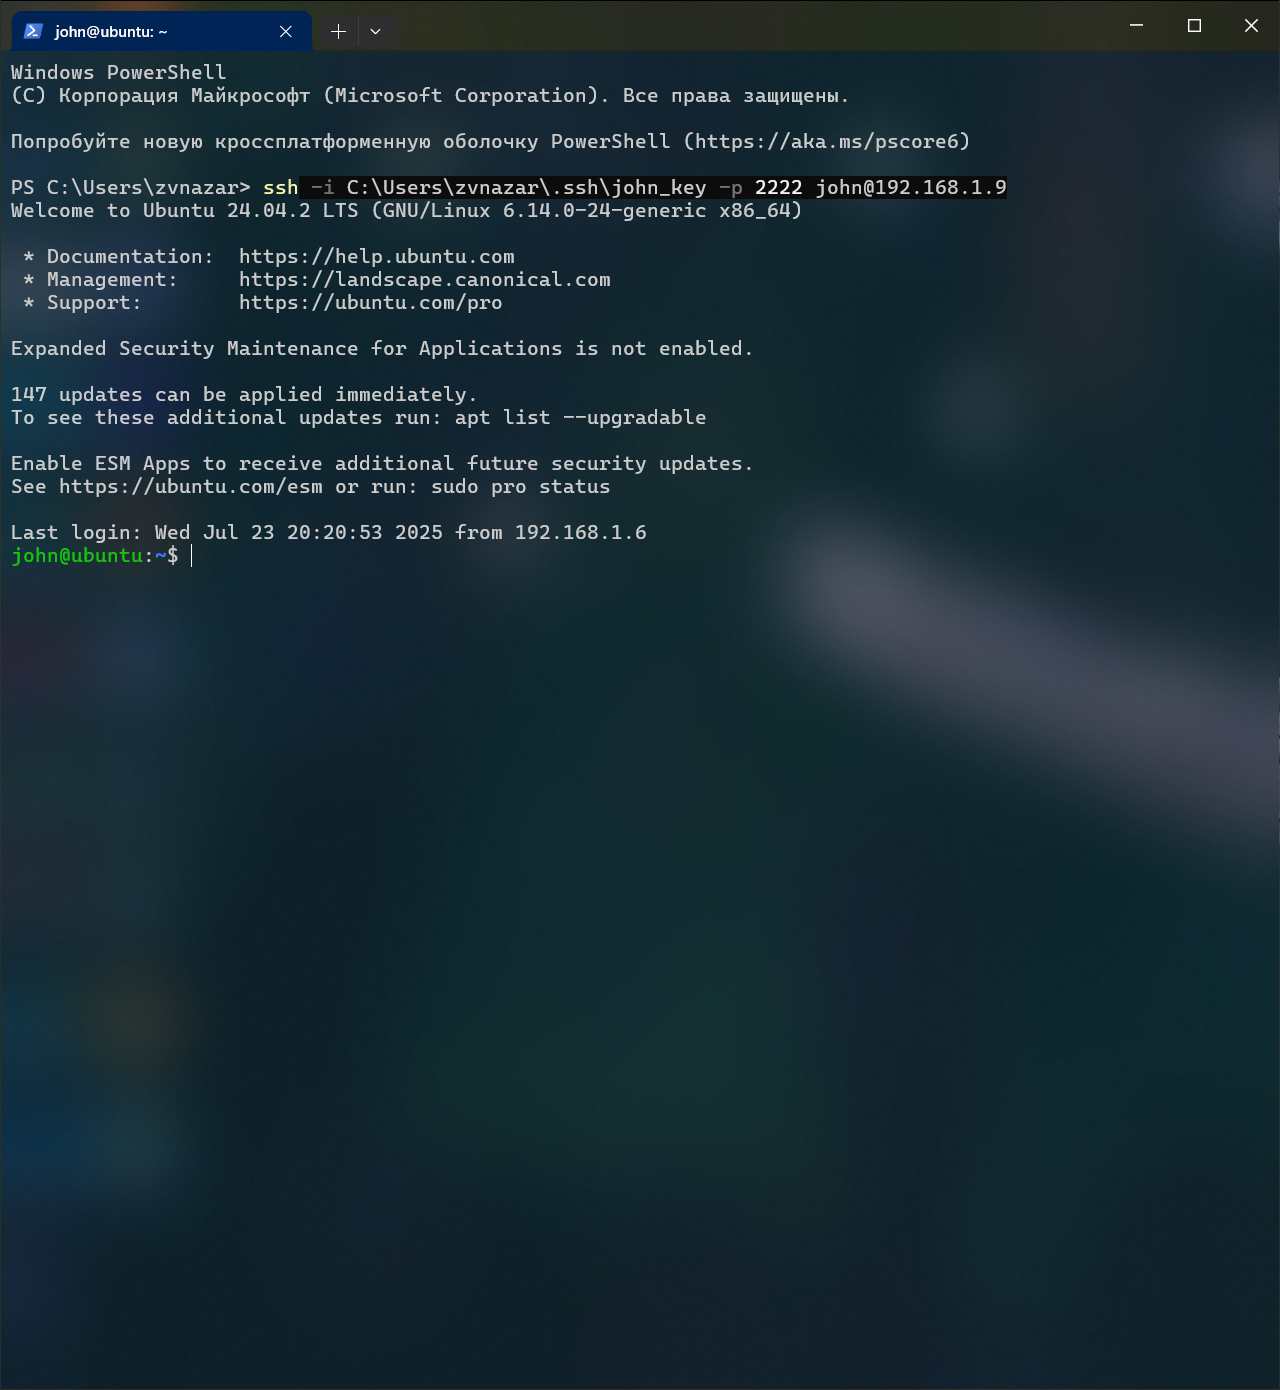 john@ubuntu: ~
Windows PowerShell
(C) Корпорация Майкрософт (Microsoft Corporation). Все права защищены.
Попробуйте новую кроссплатформенную оболочку PowerShell (https://aka.ms/pscore6)
PS C:\Users\zvnazar> ssh -i C:\Users\zvnazar\.ssh\john_key -p 2222 john@192.168.1.9
Welcome to Ubuntu 24.04.2 LTS (GNU/Linux 6.14.0-24-generic x86_64)
* Documentation:  https://help.ubuntu.com
* Management:     https://landscape.canonical.com
* Support:        https://ubuntu.com/pro
Expanded Security Maintenance for Applications is not enabled.
147 updates can be applied immediately.
To see these additional updates run: apt list --upgradable
Enable ESM Apps to receive additional future security updates.
See https://ubuntu.com/esm or run: sudo pro status
Last login: Wed Jul 23 20:20:53 2025 from 192.168.1.6
john@ubuntu:~$